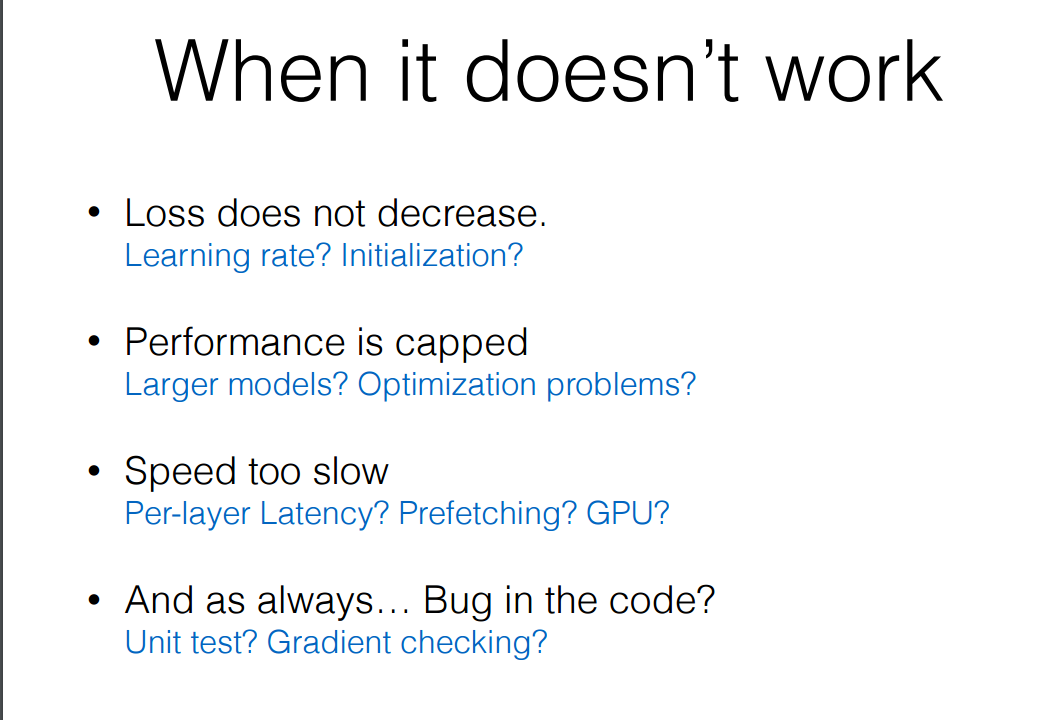 When it doesn’t work
• Loss does not decrease.
Learning rate? Initialization?
• Performance is capped
Larger models? Optimization problems?
• Speed too slow
Per-layer Latency? Prefetching? GPU?
• And as always… Bug in the code?
Unit test? Gradient checking?